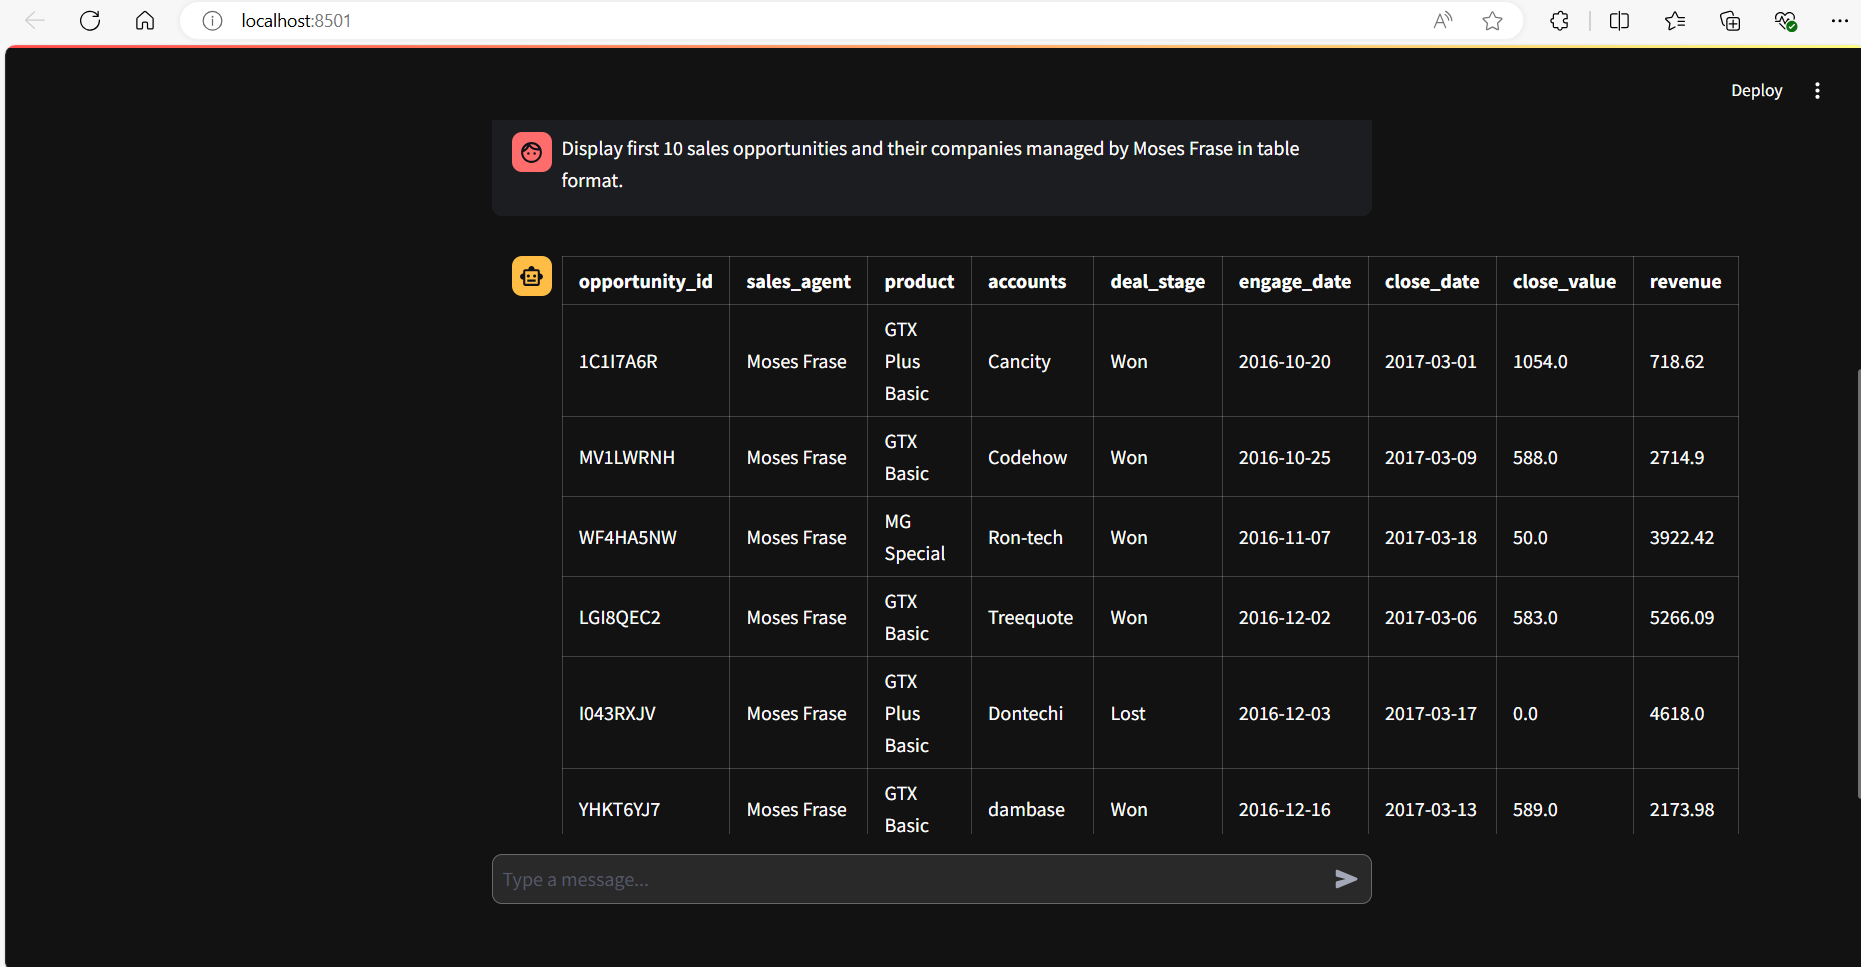 localhost:8501
Deploy
Display first 10 sales opportunities and their companies managed by Moses Frase in table
format.
opportunity_id sales_agent product accounts deal_stage engage_date close_date close_value revenue
1C1I7A6R Moses Frase GTX Plus Basic Cancity Won 2016-10-20 2017-03-01 1054.0 718.62
MV1LWRNH Moses Frase GTX Basic Codehow Won 2016-10-25 2017-03-09 588.0 2714.9
WF4HA5NW Moses Frase MG Special Ron-tech Won 2016-11-07 2017-03-18 50.0 3922.42
LGI8QEC2 Moses Frase GTX Basic Treequote Won 2016-12-02 2017-03-06 583.0 5266.09
I043RXJV Moses Frase GTX Plus Basic Dontechi Lost 2016-12-03 2017-03-17 0.0 4618.0
YHKT6YJ7 Moses Frase GTX Basic dambase Won 2016-12-16 2017-03-13 589.0 2173.98
Type a message...